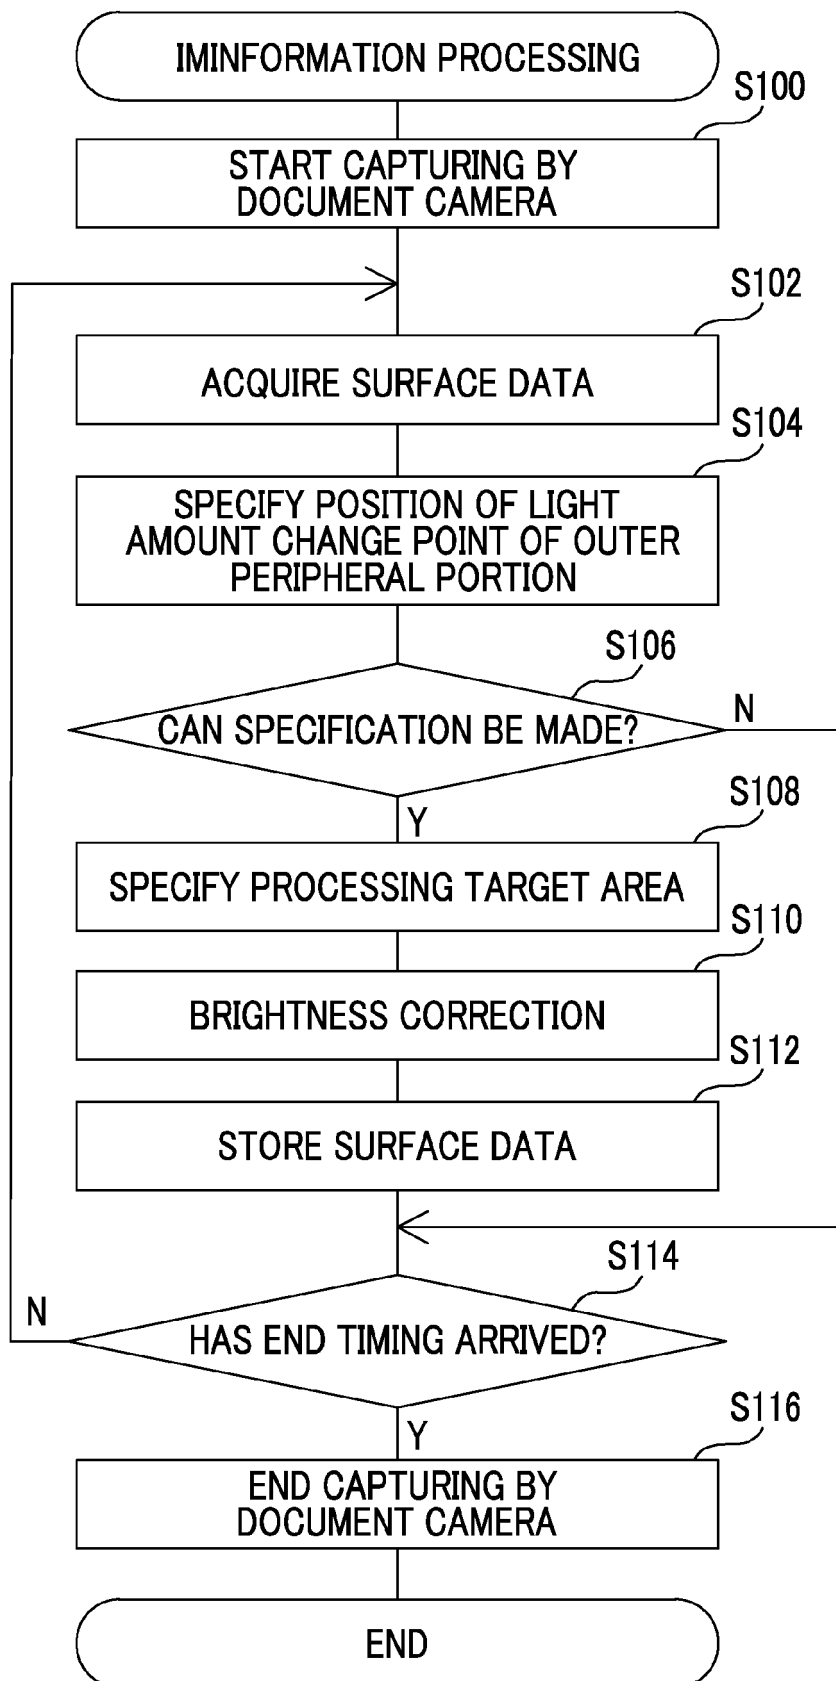 IMINFORMATION PROCESSING
S100
START CAPTURING BY
DOCUMENT CAMERA
S102
ACQUIRE SURFACE DATA
S104
SPECIFY POSITION OF LIGHT
AMOUNT CHANGE POINT OF OUTER
PERIPHERAL PORTION
S106
CAN SPECIFICATION BE MADE?
N
Y
S108
SPECIFY PROCESSING TARGET AREA
S110
BRIGHTNESS CORRECTION
S112
STORE SURFACE DATA
S114
N
HAS END TIMING ARRIVED?
Y
S116
END CAPTURING BY
DOCUMENT CAMERA
END